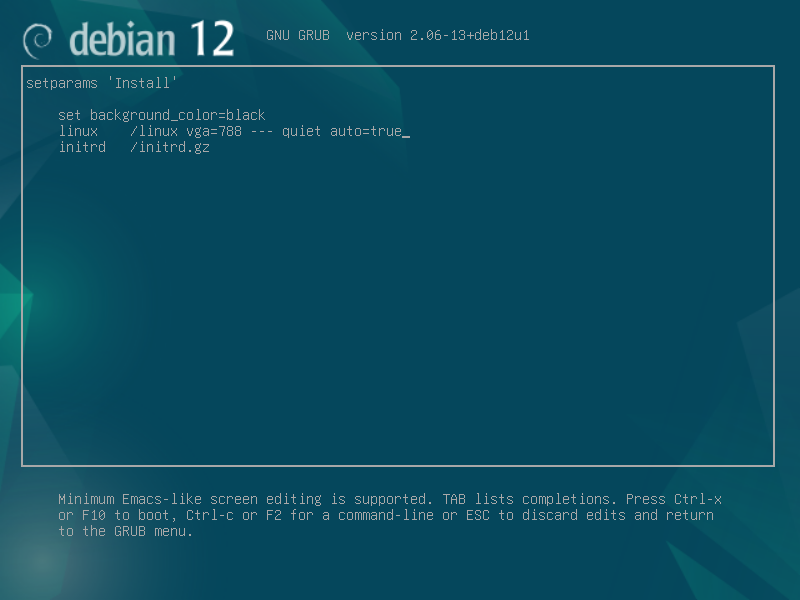 debian 12 GNU GRUB version 2.06-13+deb12u1
setparams 'Install'
set background_color=black
linux /linux vga=788 --- quiet auto=true_
initrd /initrd.gz
Minimum Emacs-like screen editing is supported. TAB lists completions. Press Ctrl-x
or F10 to boot, Ctrl-c or F2 for a command-line or ESC to discard edits and return
to the GRUB menu.